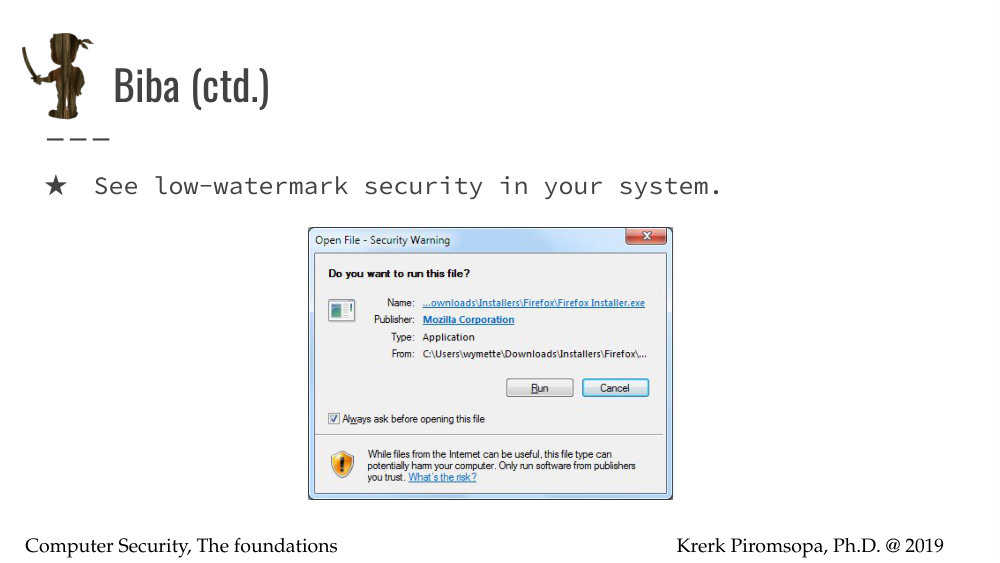 Biba (ctd.)
★ See low-watermark security in your system.
Open File - Security Warning
Do you want to run this file?
Name: ...ownloads\Installers\Firefox\Firefox Installer.exe
Publisher: Mozilla Corporation
Type: Application
From: C:\Users\wymette\Downloads\Installers\Firefox\...
Run Cancel
Always ask before opening this file
While files from the Internet can be useful, this file type can
potentially harm your computer. Only run software from publishers
you trust. What's the risk?
Computer Security, The foundations
Krerk Piromsopa, Ph.D. @ 2019